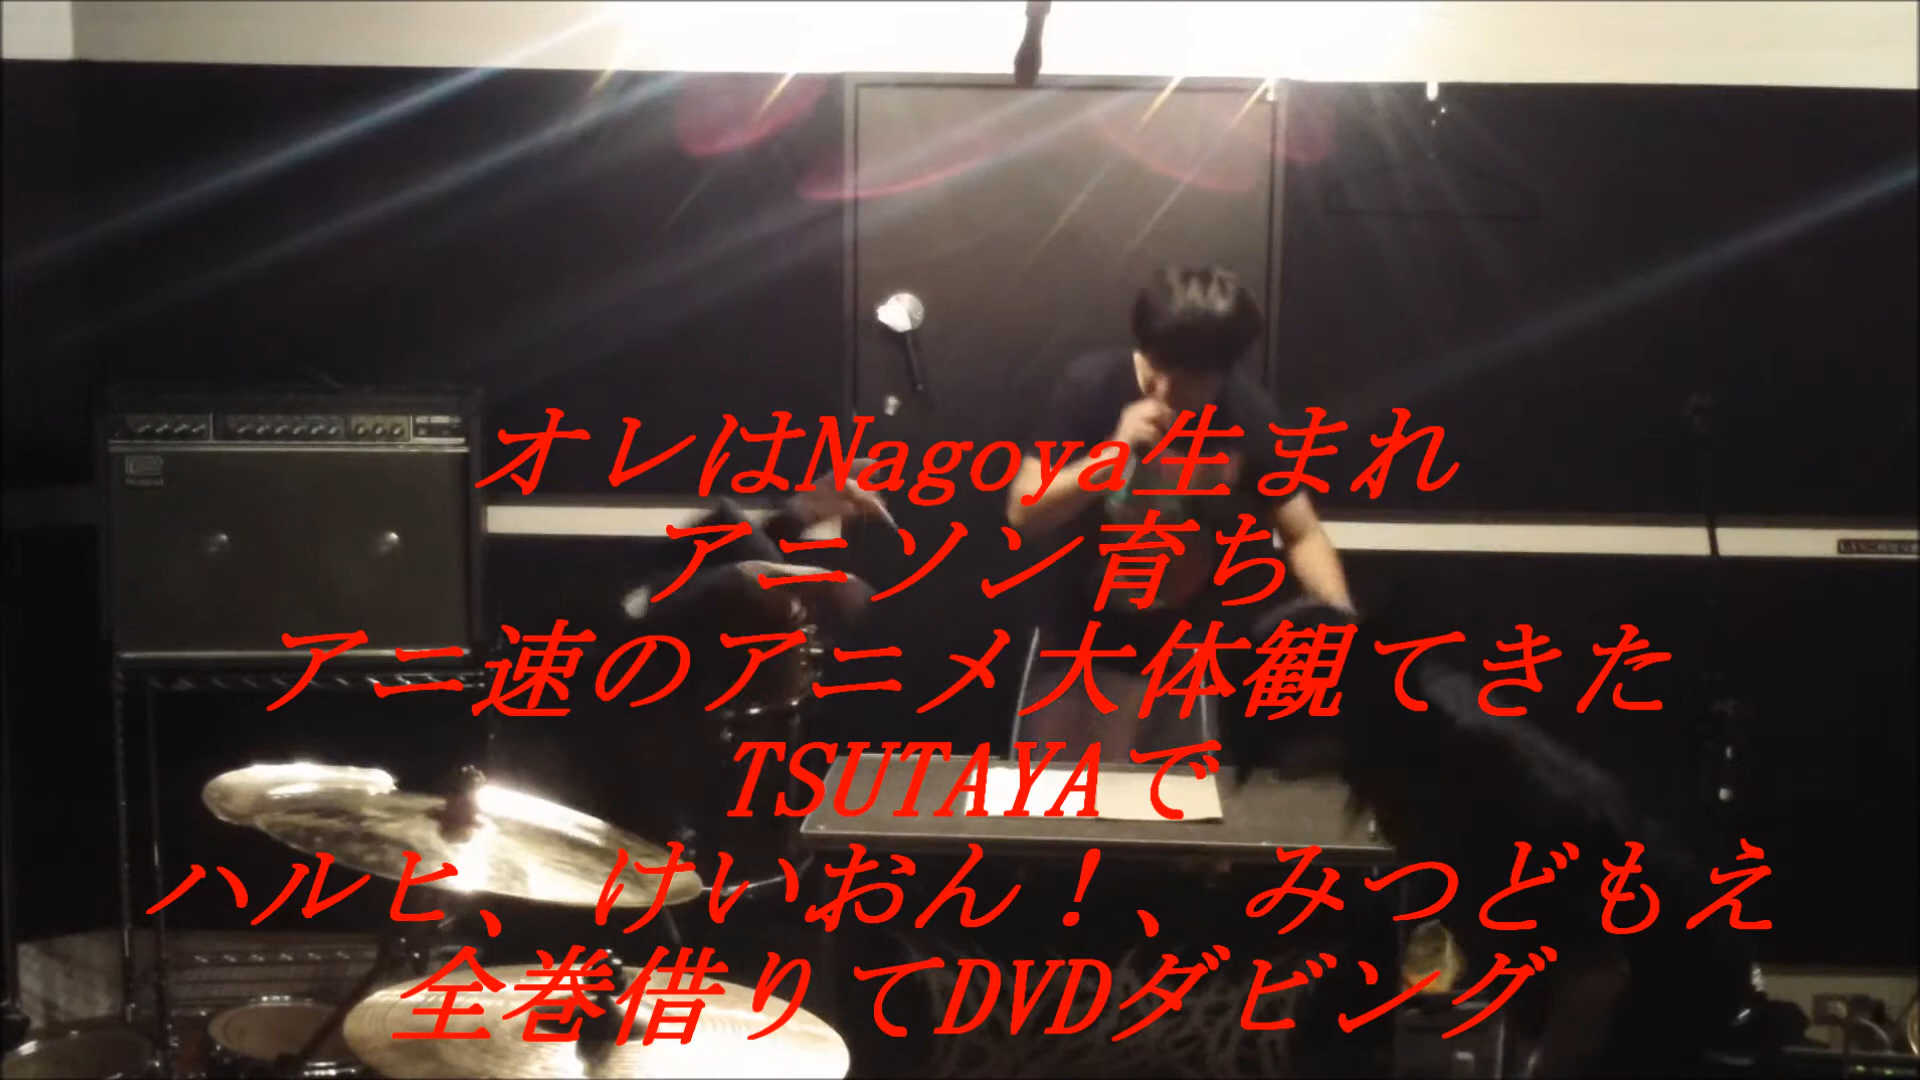 オレはNagoya生まれ
アニソン育ち
アニ速のアニメ大体観てきた
TSUTAYAで
ハルヒ、けいおん！、みつどもえ
全巻借りてDVDダビング
Roland